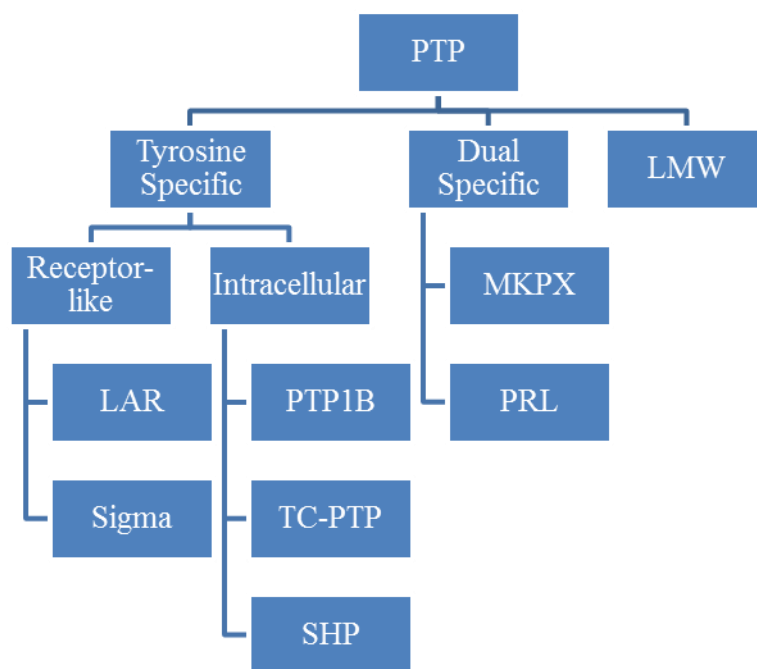 PTP
Tyrosine
Specific
Dual
Specific
LMW
Receptor-
like
Intracellular
MKPX
LAR
PTP1B
PRL
Sigma
TC-PTP
SHP